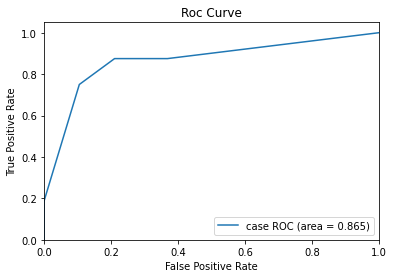 Roc Curve
1.0
0.8
0.6
0.4
0.2
0.0
True Positive Rate
case ROC (area = 0.865)
0.0 0.2 0.4 0.6 0.8 1.0
False Positive Rate